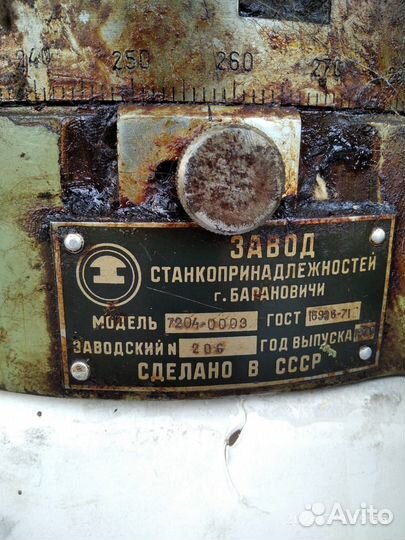 240 250 260 270
ЗАВОД
СТАНКОПРИНАДЛЕЖНОСТЕЙ
г. БАРАНОВИЧИ
МОДЕЛЬ 7204-0003 ГОСТ 16936-71
ЗАВОДСКИЙ N 206 ГОД ВЫПУСКА
СДЕЛАНО В СССР
Avito